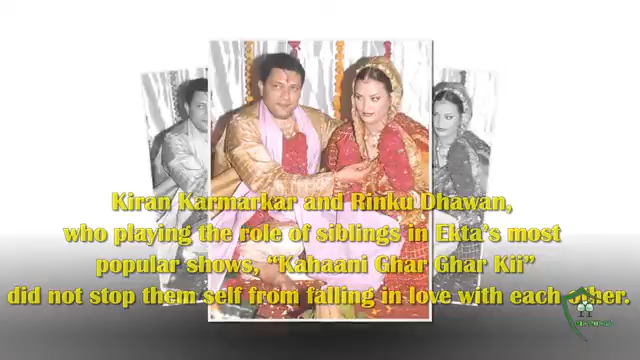 Kiran Karmarkar and Rinku Dhawan,
who playing the role of siblings in Ekta's most
popular shows, “Kahaani Ghar Ghar Kii”
did not stop them self from falling in love with each other.